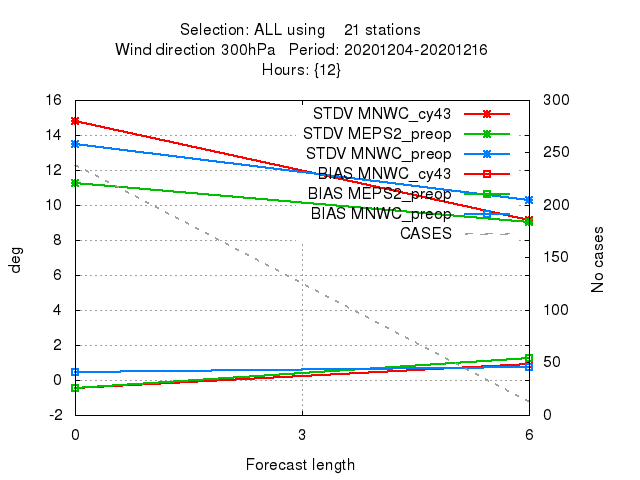 Selection: ALL using    21 stations
Wind direction 300hPa   Period: 20201204-20201216
Hours: {12}
STDV MNWC_cy43
STDV MEPS2_preop
STDV MNWC_preop
BIAS MNWC_cy43
BIAS MEPS2_preop
BIAS MNWC_preop
CASES
16
14
12
10
8
6
4
2
0
-2
deg
300
250
200
150
100
50
0
No cases
0 3 6
Forecast length